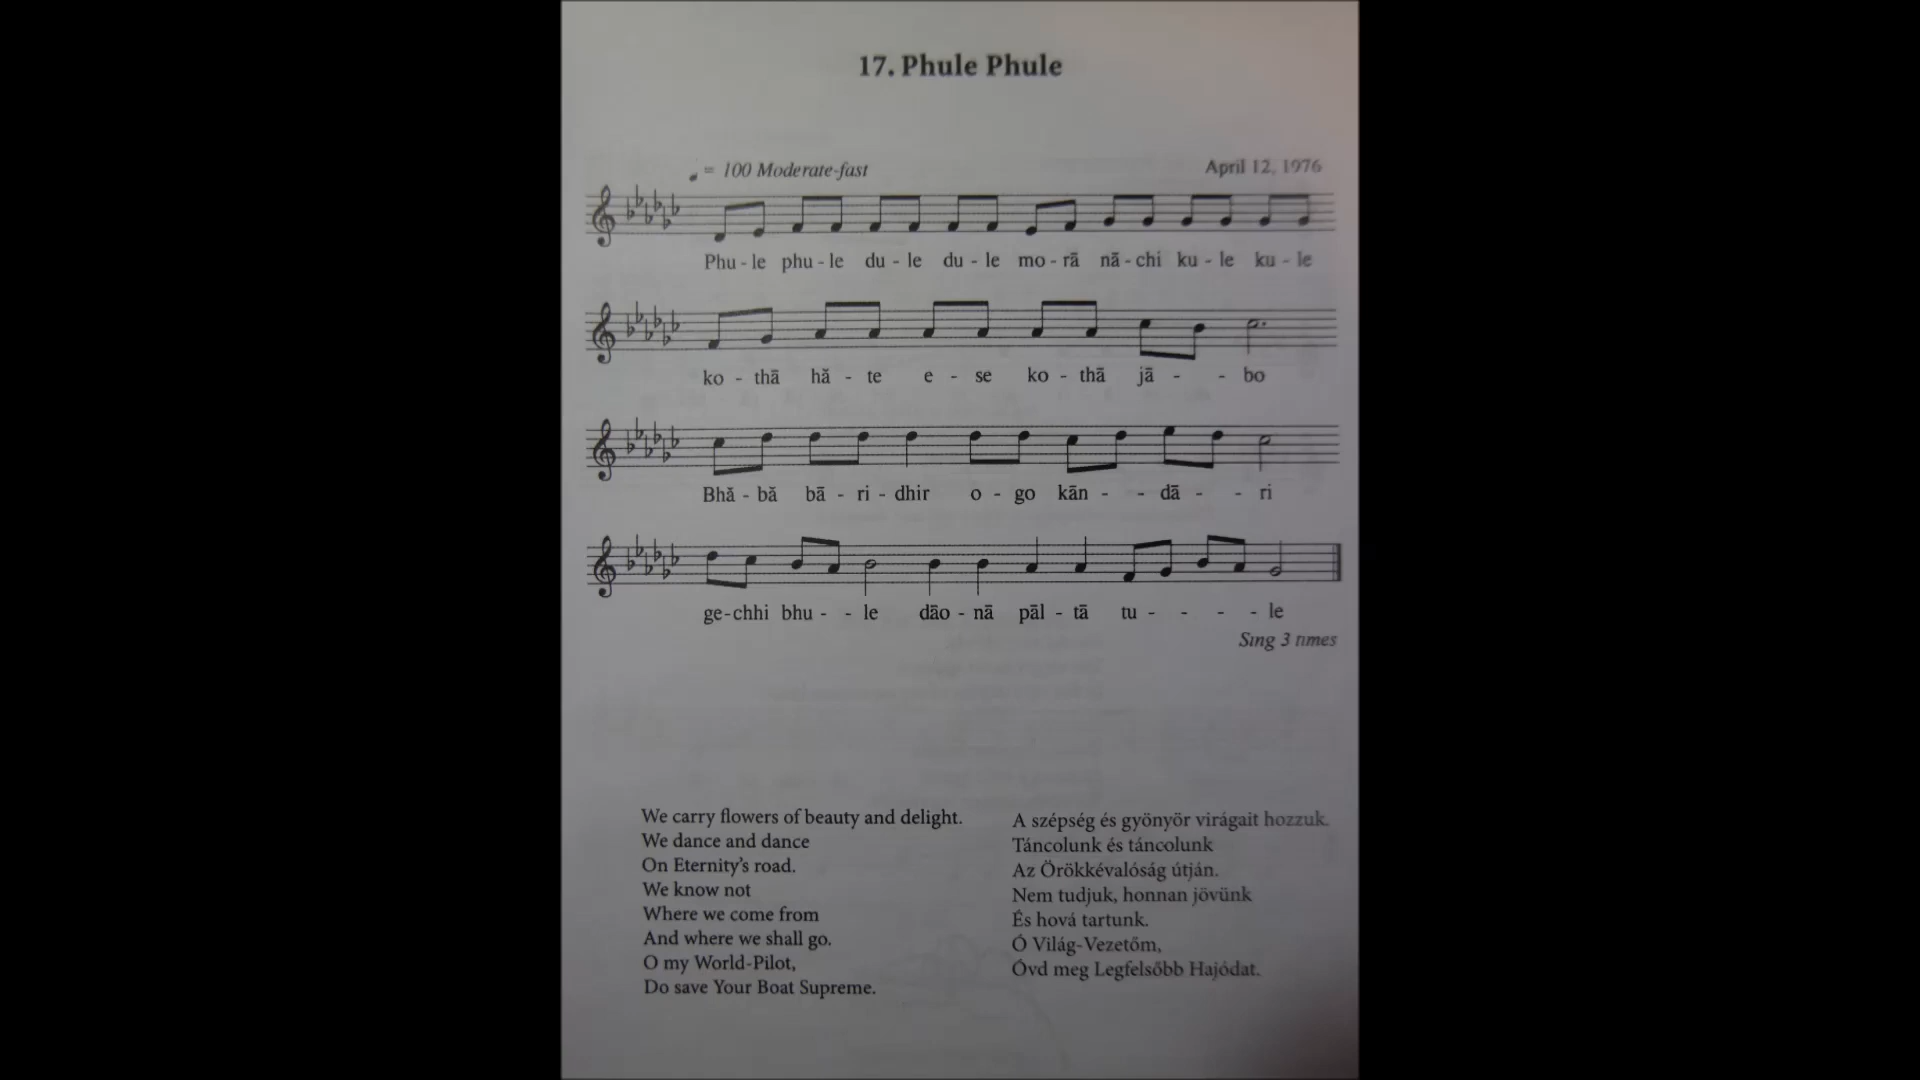 17. Phule Phule
= 100 Moderate-fast
April 12, 1976
Phu - le phu - le du - le du - le mo - rā nā - chi ku - le ku - le
ko - thā hă - te e - se ko - thā jā - - bo
Bhă - bă bā - ri - dhir o - go kān - - dā - - ri
ge - chhi bhu - - le dāo - nā pāl - tā tu - - - - le
Sing 3 times
We carry flowers of beauty and delight.
We dance and dance
On Eternity's road.
We know not
Where we come from
And where we shall go.
O my World-Pilot,
Do save Your Boat Supreme.
A szépség és gyönyör virágait hozzuk.
Táncolunk és táncolunk
Az Örökkévalóság útján.
Nem tudjuk, honnan jövünk
És hová tartunk.
Ó Világ-Vezetőm,
Óvd meg Legfelsőbb Hajódat.